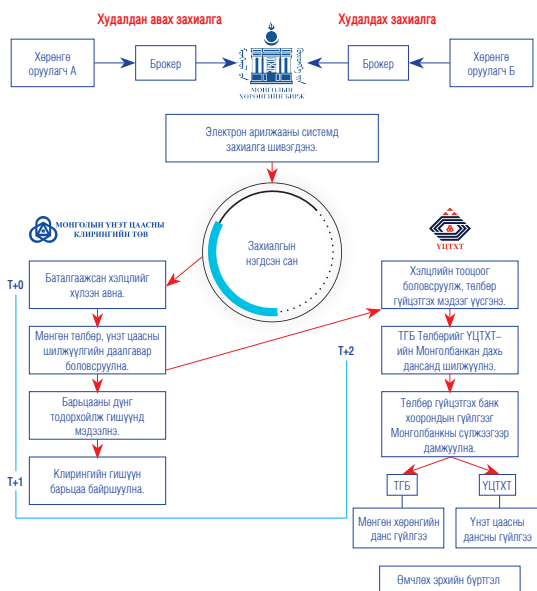 Худалдан авах захиалга
Худалдах захиалга
Хөрөнгө
оруулагч А
Брокер
МОНГОЛЫН
ХӨРӨНГИЙН БИРЖ
Брокер
Хөрөнгө
оруулагч Б
Электрон арилжааны системд
захиалга шивэгдэнэ.
МОНГОЛЫН ҮНЭТ ЦААСНЫ
КЛИРИНГИЙН ТӨВ
Захиалгын
нэгдсэн сан
ҮЦТХТ
T+0
Баталгаажсан хэлцлийг
хүлээн авна.
Мөнгөн төлбөр, үнэт цаасны
шилжүүлгийн даалгавар
боловсруулна.
Барьцааны дүнг
тодорхойлж гишүүнд
мэдээлнэ.
T+1
Клирингийн гишүүн
барьцаа байршуулна.
T+2
Хэлцлийн тооцоог
боловсруулж, төлбөр
гүйцэтгэх мэдээг үүсгэнэ.
ТГБ Төлбөрийг ҮЦТХТ–
ийн Монголбанкан дахь
дансанд шилжүүлнэ.
Төлбөр гүйцэтгэх банк
хоорондын гүйлгээг
Монголбанкны сүлжээгээр
дамжуулна.
ТГБ
ҮЦТХТ
Мөнгөн хөрөнгийн
данс гүйлгээ
Үнэт цаасны
дансны гүйлгээ
Өмчлөх эрхийн бүртгэл